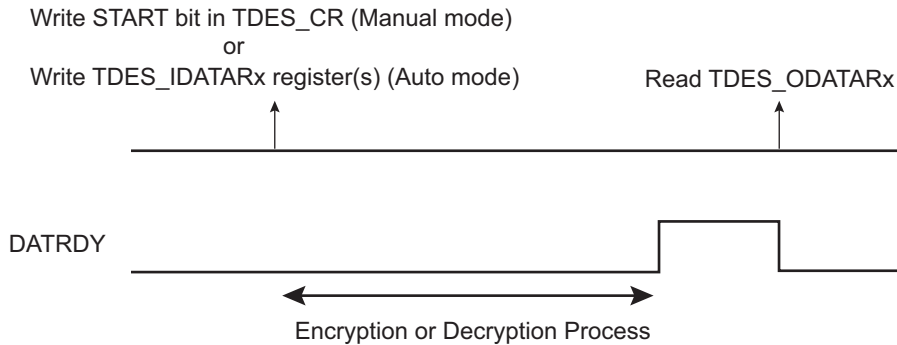 Write START bit in TDES_CR (Manual mode)
or
Write TDES_IDATARx register(s) (Auto mode)
Read TDES_ODATARx
DATRDY
Encryption or Decryption Process